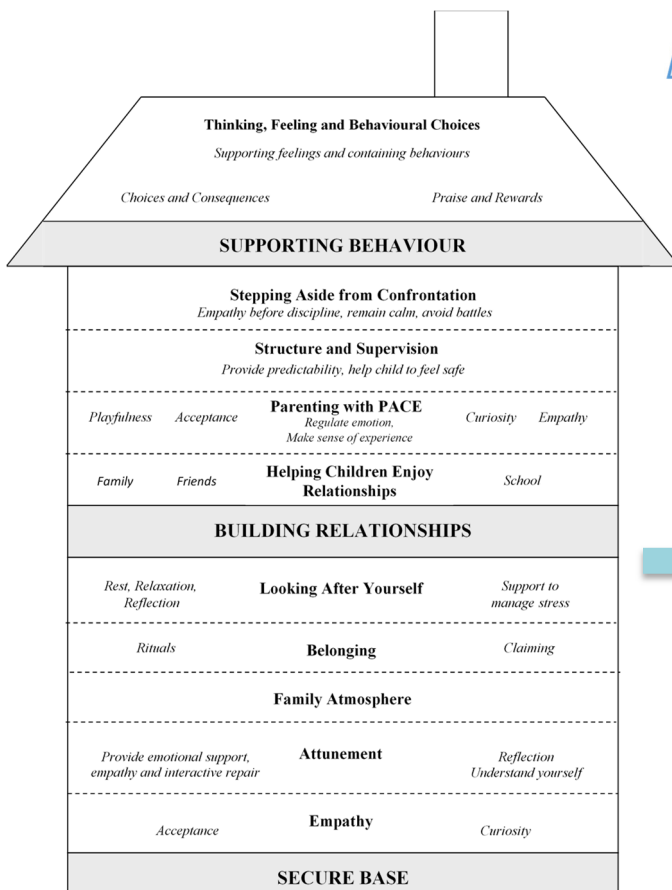 Thinking, Feeling and Behavioural Choices
Supporting feelings and containing behaviours
Choices and Consequences
Praise and Rewards
SUPPORTING BEHAVIOUR
Stepping Aside from Confrontation
Empathy before discipline, remain calm, avoid battles
Structure and Supervision
Provide predictability, help child to feel safe
Playfulness
Acceptance
Parenting with PACE
Regulate emotion,
Make sense of experience
Curiosity
Empathy
Family
Friends
Helping Children Enjoy
Relationships
School
BUILDING RELATIONSHIPS
Rest, Relaxation,
Reflection
Looking After Yourself
Support to
manage stress
Rituals
Belonging
Claiming
Family Atmosphere
Provide emotional support,
empathy and interactive repair
Attunement
Reflection
Understand yourself
Acceptance
Empathy
Curiosity
SECURE BASE